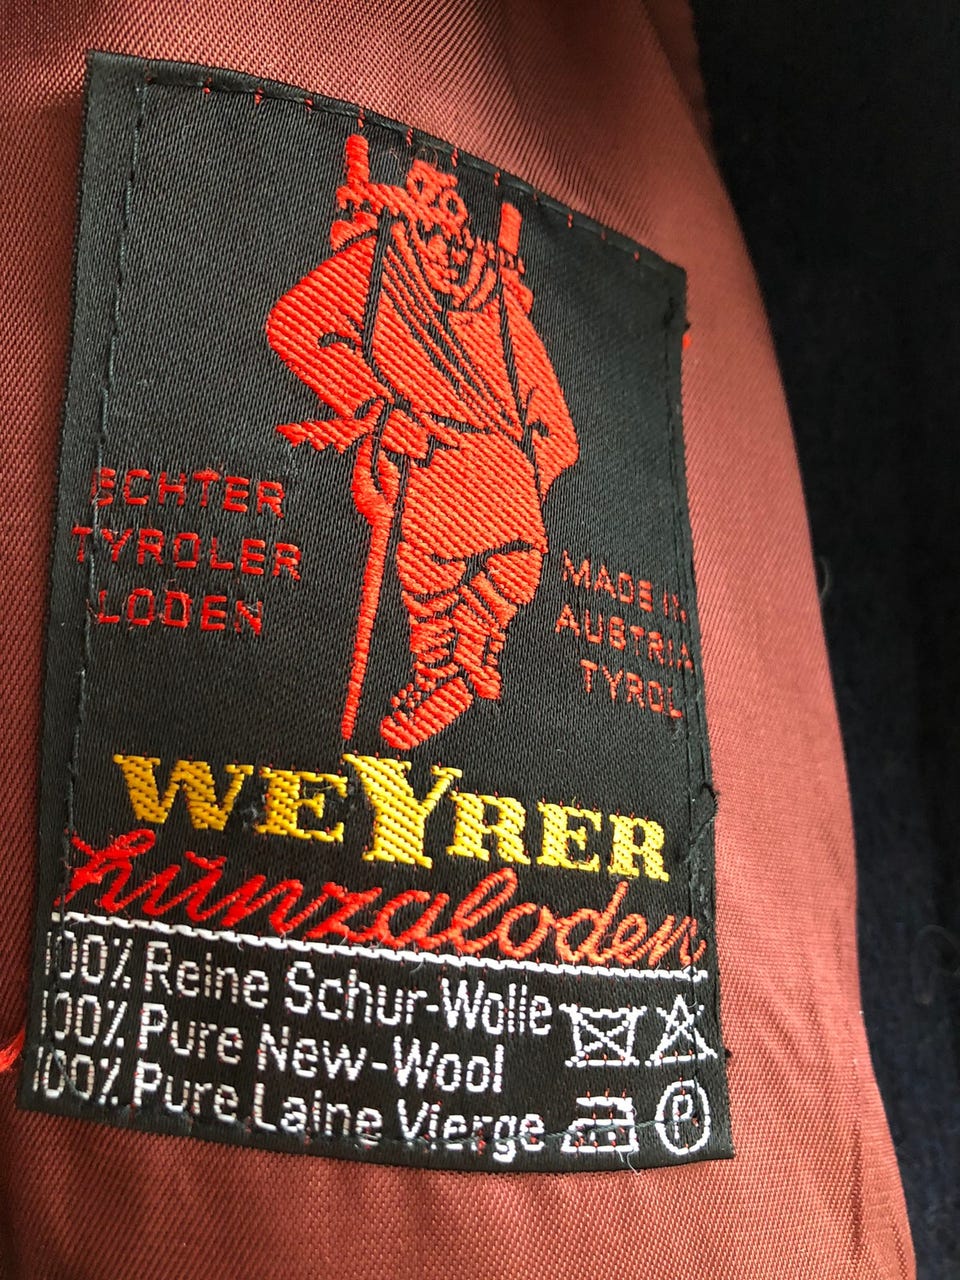 ECHTER
TYROLER
LODEN
MADE IN
AUSTRIA
TYROL
WEYRER
hünzaloden
100% Reine Schur-Wolle
100% Pure New-Wool
100% Pure Laine Vierge
P